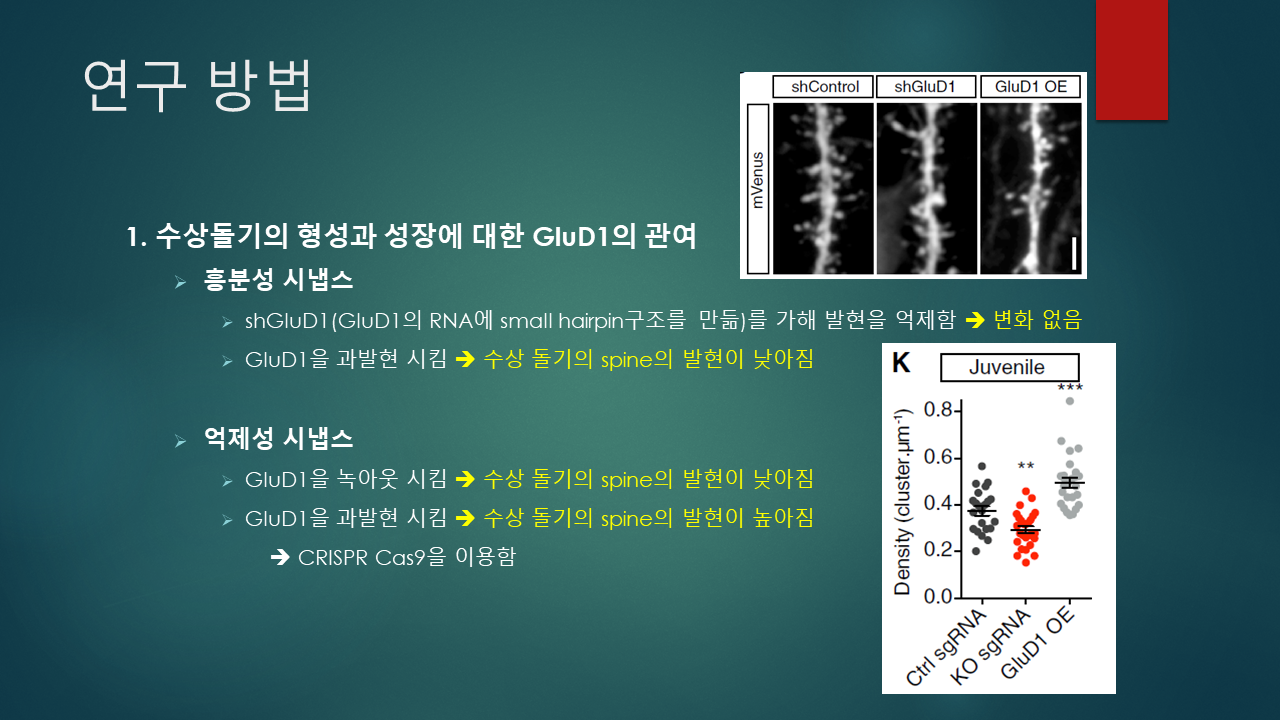 연구 방법
shControl shGluD1 GluD1 OE
mVenus
1. 수상돌기의 형성과 성장에 대한 GluD1의 관여
흥분성 시냅스
shGluD1(GluD1의 RNA에 small hairpin구조를 만듦)를 가해 발현을 억제함 → 변화 없음
GluD1을 과발현 시킴 → 수상 돌기의 spine의 발현이 낮아짐
억제성 시냅스
GluD1을 녹아웃 시킴 → 수상 돌기의 spine의 발현이 낮아짐
GluD1을 과발현 시킴 → 수상 돌기의 spine의 발현이 높아짐
→ CRISPR Cas9을 이용함
K
Juvenile
***
**
Density (cluster.µm⁻¹)
0.8
0.6
0.4
0.2
0.0
Ctrl sgRNA
KO sgRNA
GluD1 OE